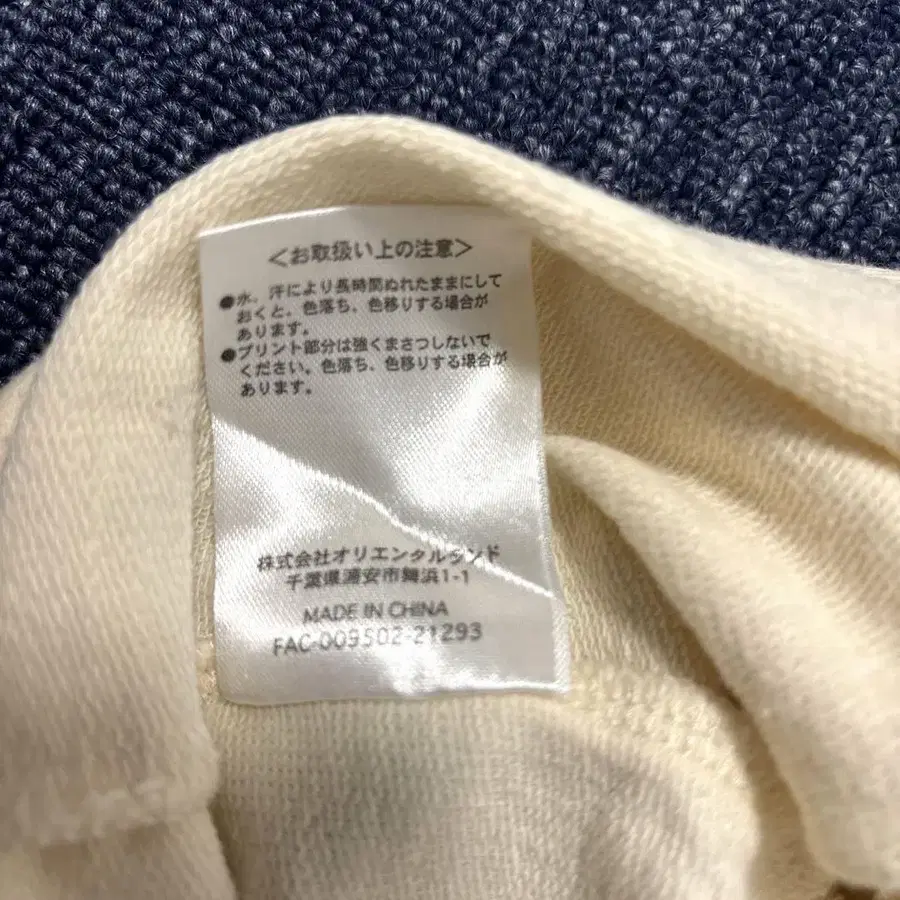 ＜お取扱い上の注意＞
●水、汗により長時間ぬれたままにして
おくと、色落ち、色移りする場合が
あります。
●プリント部分は強くまさつしないで
ください。色落ち、色移りする場合が
あります。
株式会社オリエンタルランド
千葉県浦安市舞浜1-1
MADE IN CHINA
FAC-009502-21293